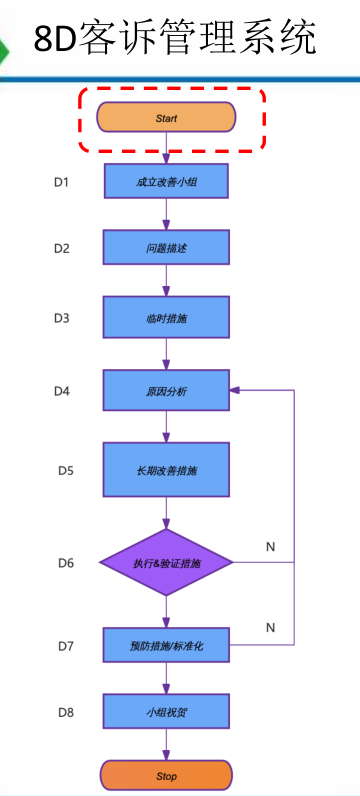 8D客诉管理系统
Start
D1 成立改善小组
D2 问题描述
D3 临时措施
D4 原因分析
D5 长期改善措施
N
D6 执行&验证措施
N
D7 预防措施/标准化
D8 小组祝贺
Stop